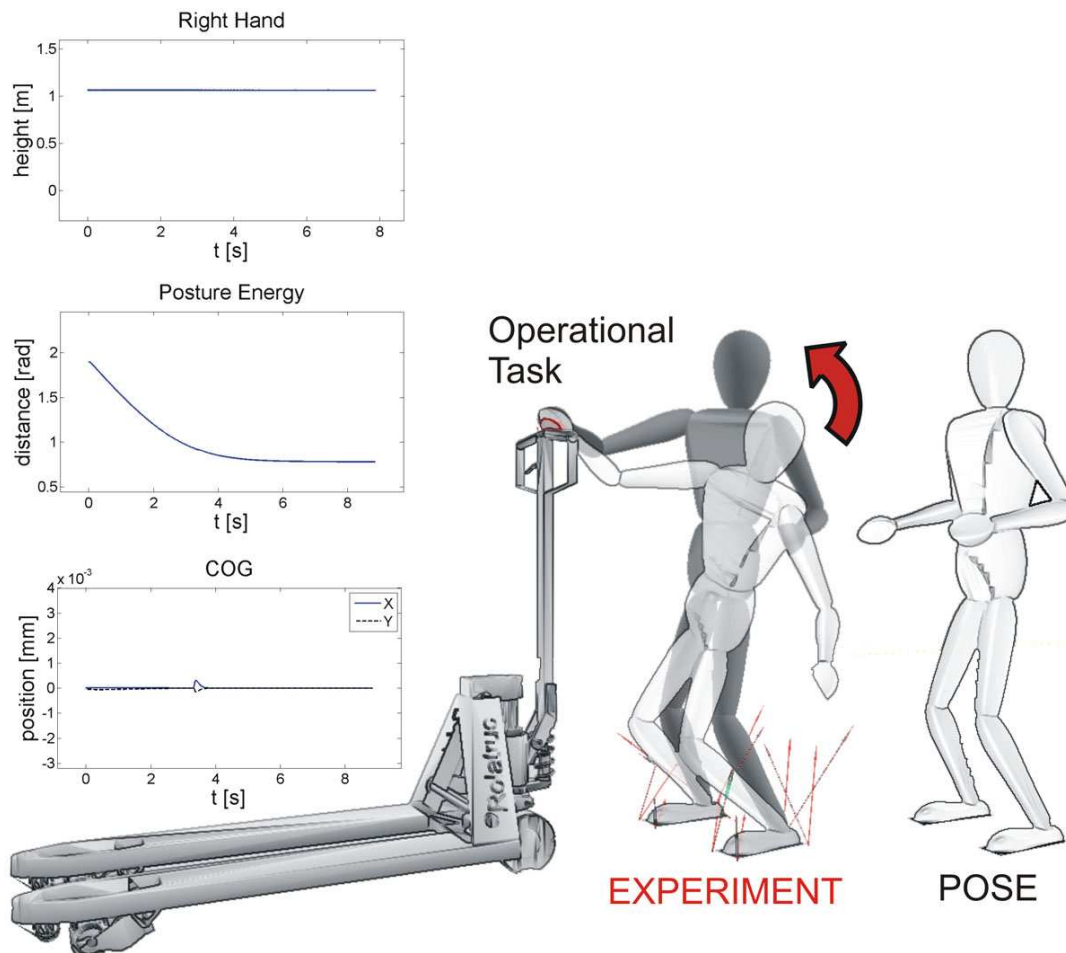 Right Hand
1.5
1
0.5
0
height [m]
0 2 4 6 8
t [s]
Posture Energy
2
1.5
1
0.5
distance [rad]
0 2 4 6 8
t [s]
COG
x 10⁻³
4
3
2
1
0
-1
-2
-3
position [mm]
X
Y
0 2 4 6 8
t [s]
Operational
Task
Rolatruc
EXPERIMENT
POSE